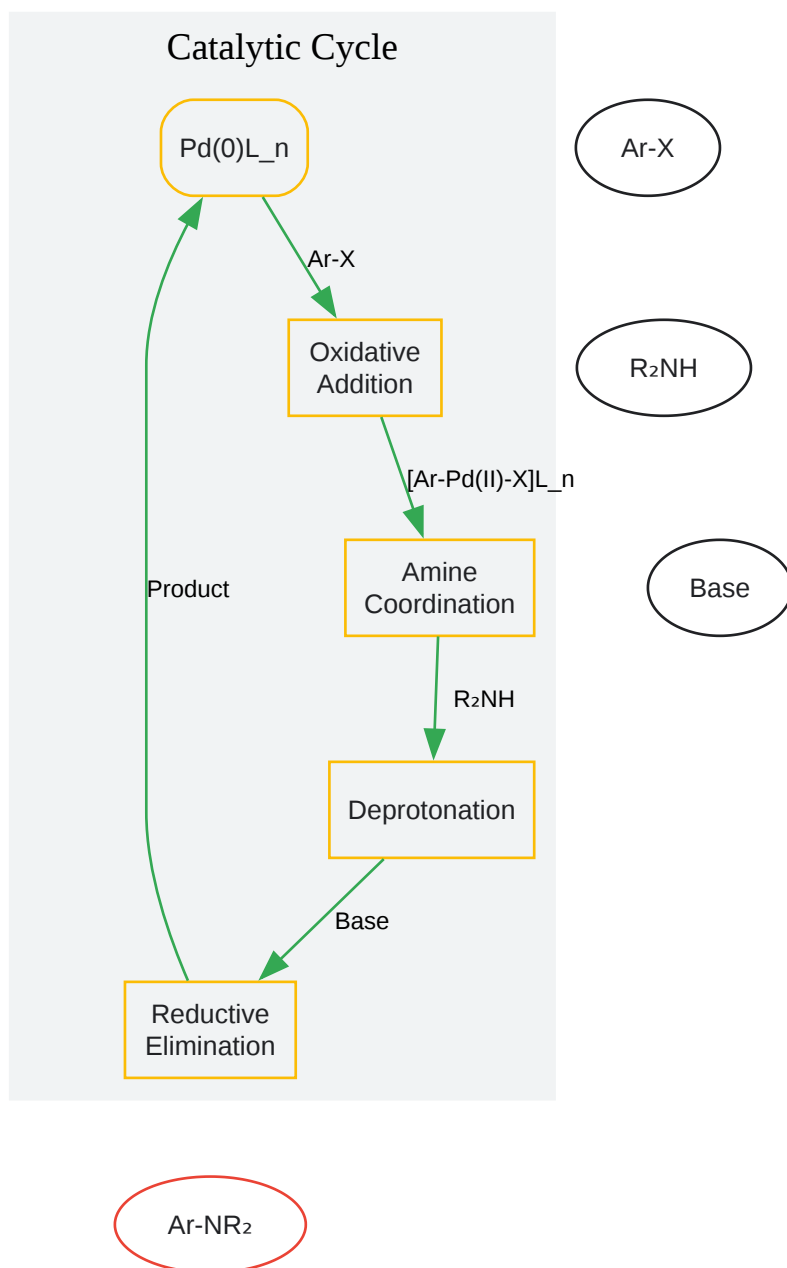 Catalytic Cycle
Pd(0)L_n
Ar-X
Ar-X
Oxidative
Addition
R₂NH
[Ar-Pd(II)-X]L_n
Amine
Coordination
Base
Product
R₂NH
Deprotonation
Base
Reductive
Elimination
Ar-NR₂